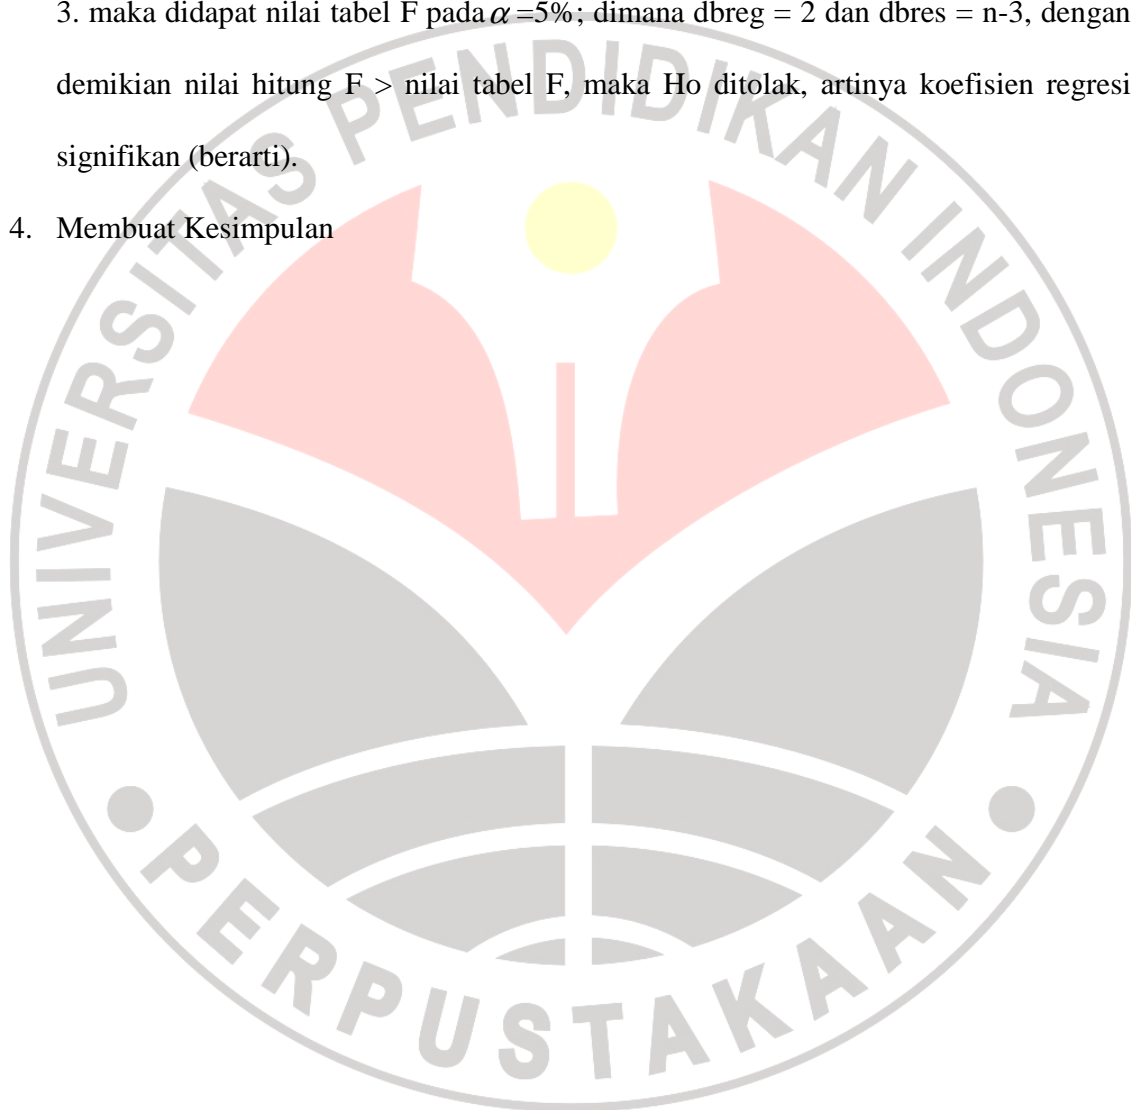 3. maka didapat nilai tabel F pada α =5%; dimana dbreg = 2 dan dbres = n-3, dengan
demikian nilai hitung F > nilai tabel F, maka Ho ditolak, artinya koefisien regresi
signifikan (berarti).
4. Membuat Kesimpulan
UNIVERSITAS PENDIDIKAN INDONESIA
PERPUSTAKAAN